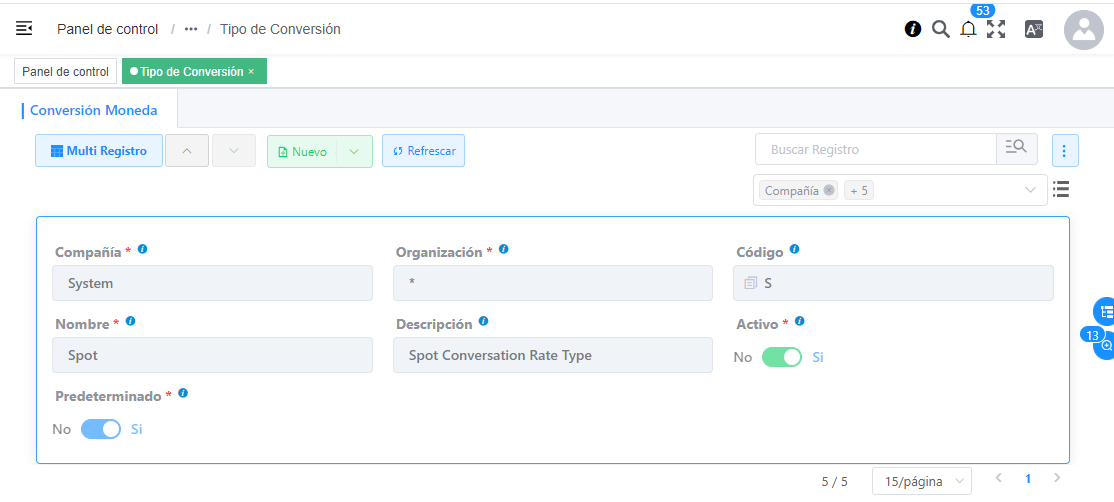 Panel de control / ••• / Tipo de Conversión
53
Panel de control
Tipo de Conversión ×
Conversión Moneda
Multi Registro
Nuevo
Refrescar
Buscar Registro
Compañía
+ 5
Compañía *
Organización *
Código
System
*
S
Nombre *
Descripción
Activo *
Spot
Spot Conversation Rate Type
No
Si
13
Predeterminado *
No
Si
5 / 5
15/página
1